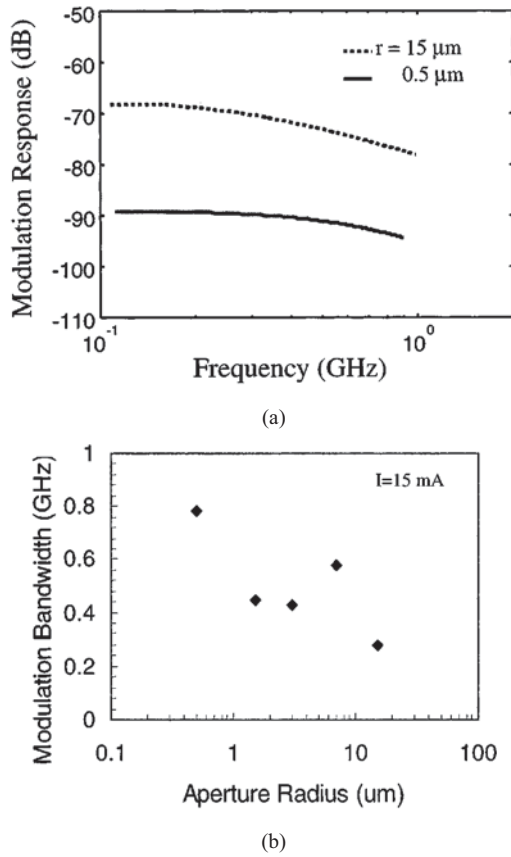 -50
-60
-70
-80
-90
-100
-110
Modulation Response (dB)
r = 15 μm
0.5 μm
10⁻¹
10⁰
Frequency (GHz)
(a)
1
0.8
0.6
0.4
0.2
0
Modulation Bandwidth (GHz)
I=15 mA
0.1
1
10
100
Aperture Radius (um)
(b)